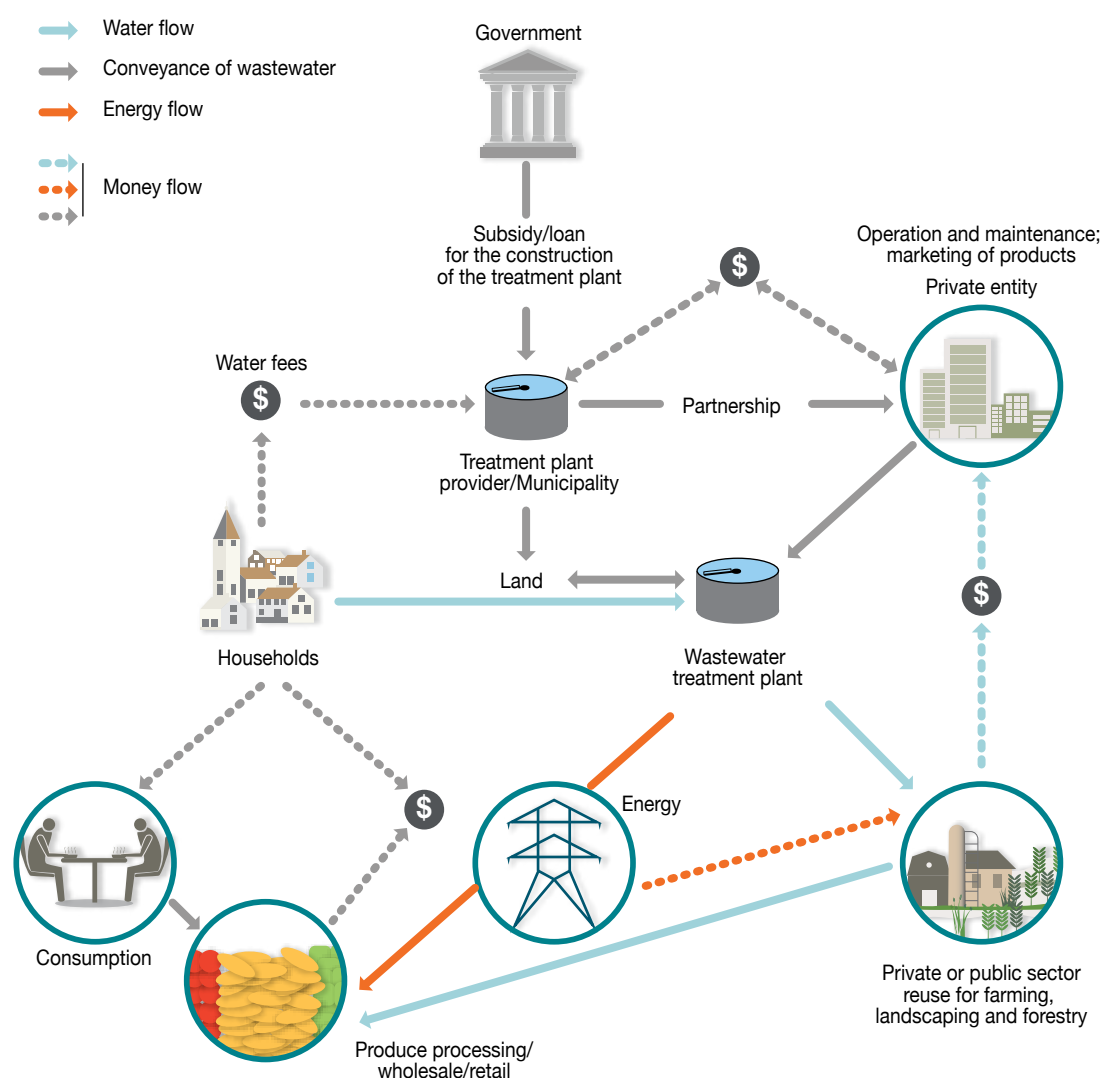 Water flow
Conveyance of wastewater
Energy flow
Money flow
Government
Subsidy/loan
for the construction
of the treatment plant
$
Operation and maintenance;
marketing of products
Private entity
Water fees
$
Partnership
Treatment plant
provider/Municipality
Land
$
Households
Wastewater
treatment plant
$
Energy
Consumption
Private or public sector
reuse for farming,
landscaping and forestry
Produce processing/
wholesale/retail